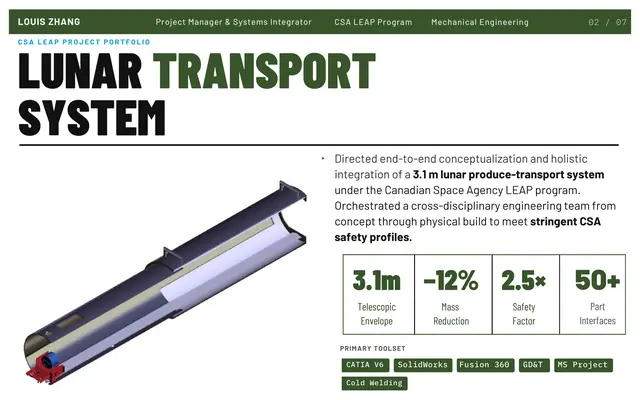 LOUIS ZHANG
Project Manager & Systems Integrator
CSA LEAP Program
Mechanical Engineering
02 / 07
CSA LEAP PROJECT PORTFOLIO
LUNAR TRANSPORT
SYSTEM
‣ Directed end-to-end conceptualization and holistic
integration of a 3.1 m lunar produce-transport system
under the Canadian Space Agency LEAP program.
Orchestrated a cross-disciplinary engineering team from
concept through physical build to meet stringent CSA
safety profiles.
3.1m
Telescopic
Envelope
−12%
Mass
Reduction
2.5×
Safety
Factor
50+
Part
Interfaces
PRIMARY TOOLSET
CATIA V6 SolidWorks Fusion 360 GD&T MS Project
Cold Welding